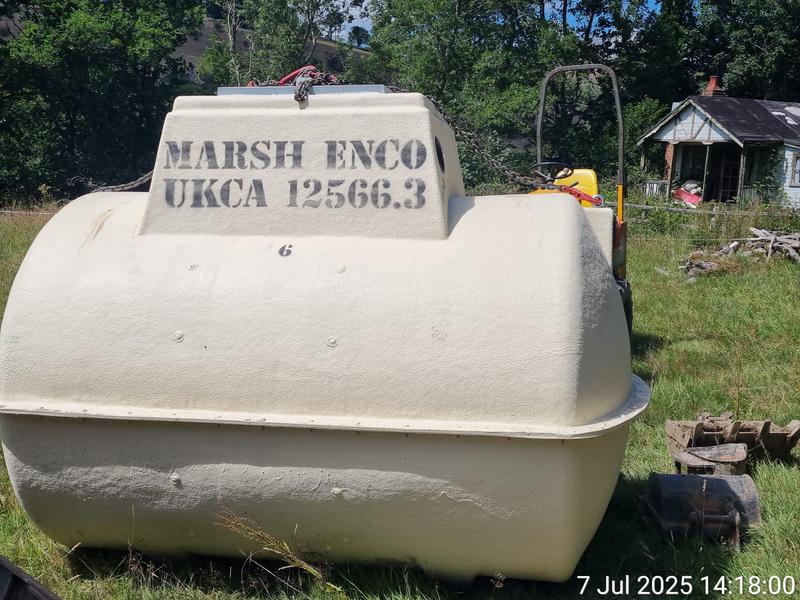 MARSH ENCO
UKCA 12566.3
6
7 Jul 2025 14:18:00